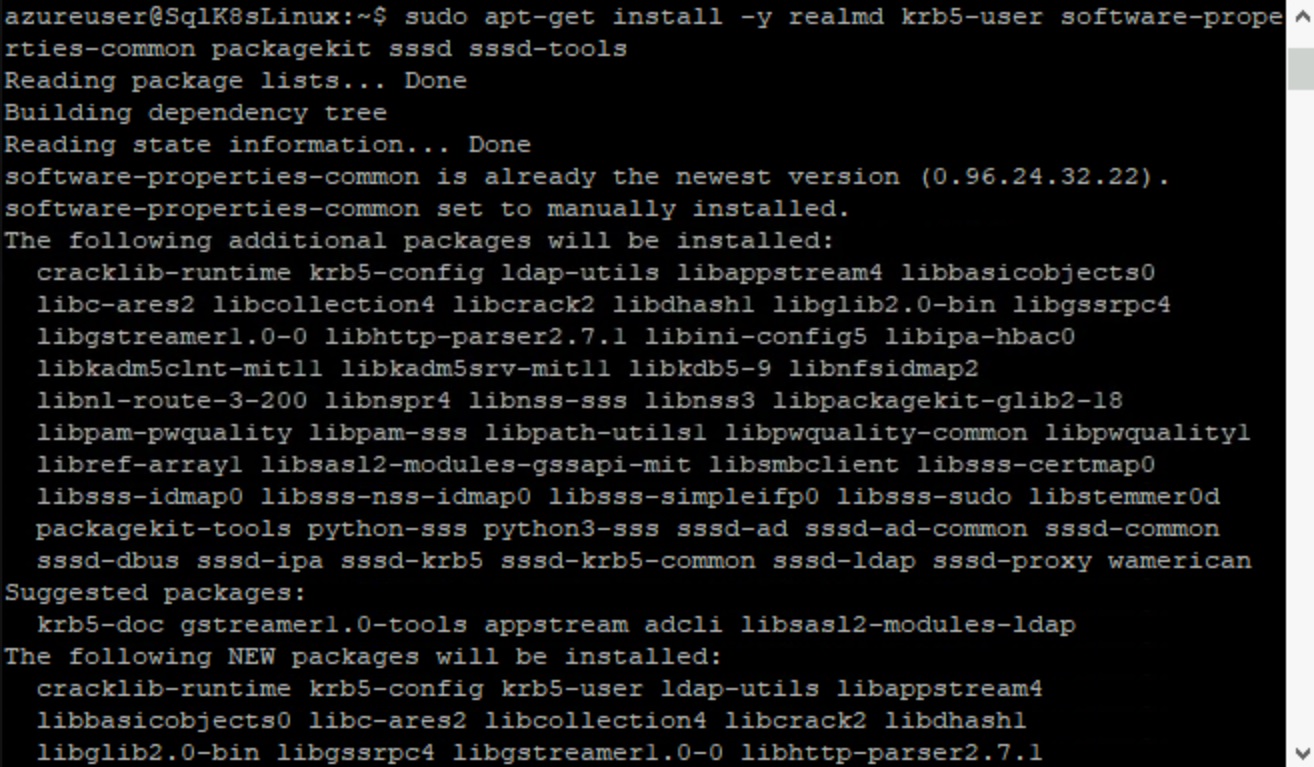 azureuser@SqlK8sLinux:~$ sudo apt-get install -y realmd krb5-user software-prope
rties-common packagekit sssd sssd-tools
Reading package lists... Done
Building dependency tree
Reading state information... Done
software-properties-common is already the newest version (0.96.24.32.22).
software-properties-common set to manually installed.
The following additional packages will be installed:
  cracklib-runtime krb5-config ldap-utils libappstream4 libbasicobjects0
  libc-ares2 libcollection4 libcrack2 libdhash1 libglib2.0-bin libgssrpc4
  libgstreamer1.0-0 libhttp-parser2.7.1 libini-config5 libipa-hbac0
  libkadm5clnt-mit11 libkadm5srv-mit11 libkdb5-9 libnfsidmap2
  libnl-route-3-200 libnspr4 libnss-sss libnss3 libpackagekit-glib2-18
  libpam-pwquality libpam-sss libpath-utils1 libpwquality-common libpwquality1
  libref-array1 libsasl2-modules-gssapi-mit libsmbclient libsss-certmap0
  libsss-idmap0 libsss-nss-idmap0 libsss-simpleifp0 libsss-sudo libstemmer0d
  packagekit-tools python-sss python3-sss sssd-ad sssd-ad-common sssd-common
  sssd-dbus sssd-ipa sssd-krb5 sssd-krb5-common sssd-ldap sssd-proxy wamerican
Suggested packages:
  krb5-doc gstreamer1.0-tools appstream adcli libsasl2-modules-ldap
The following NEW packages will be installed:
  cracklib-runtime krb5-config krb5-user ldap-utils libappstream4
  libbasicobjects0 libc-ares2 libcollection4 libcrack2 libdhash1
  libglib2.0-bin libgssrpc4 libgstreamer1.0-0 libhttp-parser2.7.1